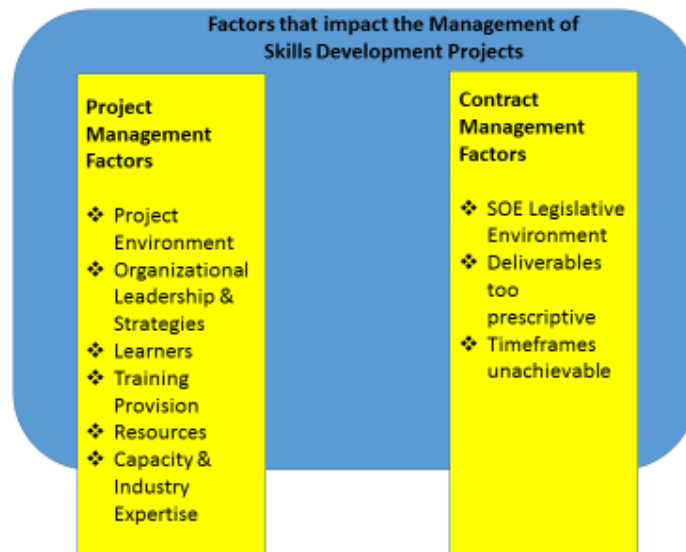 Factors that impact the Management of
Skills Development Projects
Project
Management
Factors
❖ Project
Environment
❖ Organizational
Leadership &
Strategies
❖ Learners
❖ Training
Provision
❖ Resources
❖ Capacity &
Industry
Expertise
Contract
Management
Factors
❖ SOE Legislative
Environment
❖ Deliverables
too
prescriptive
❖ Timeframes
unachievable